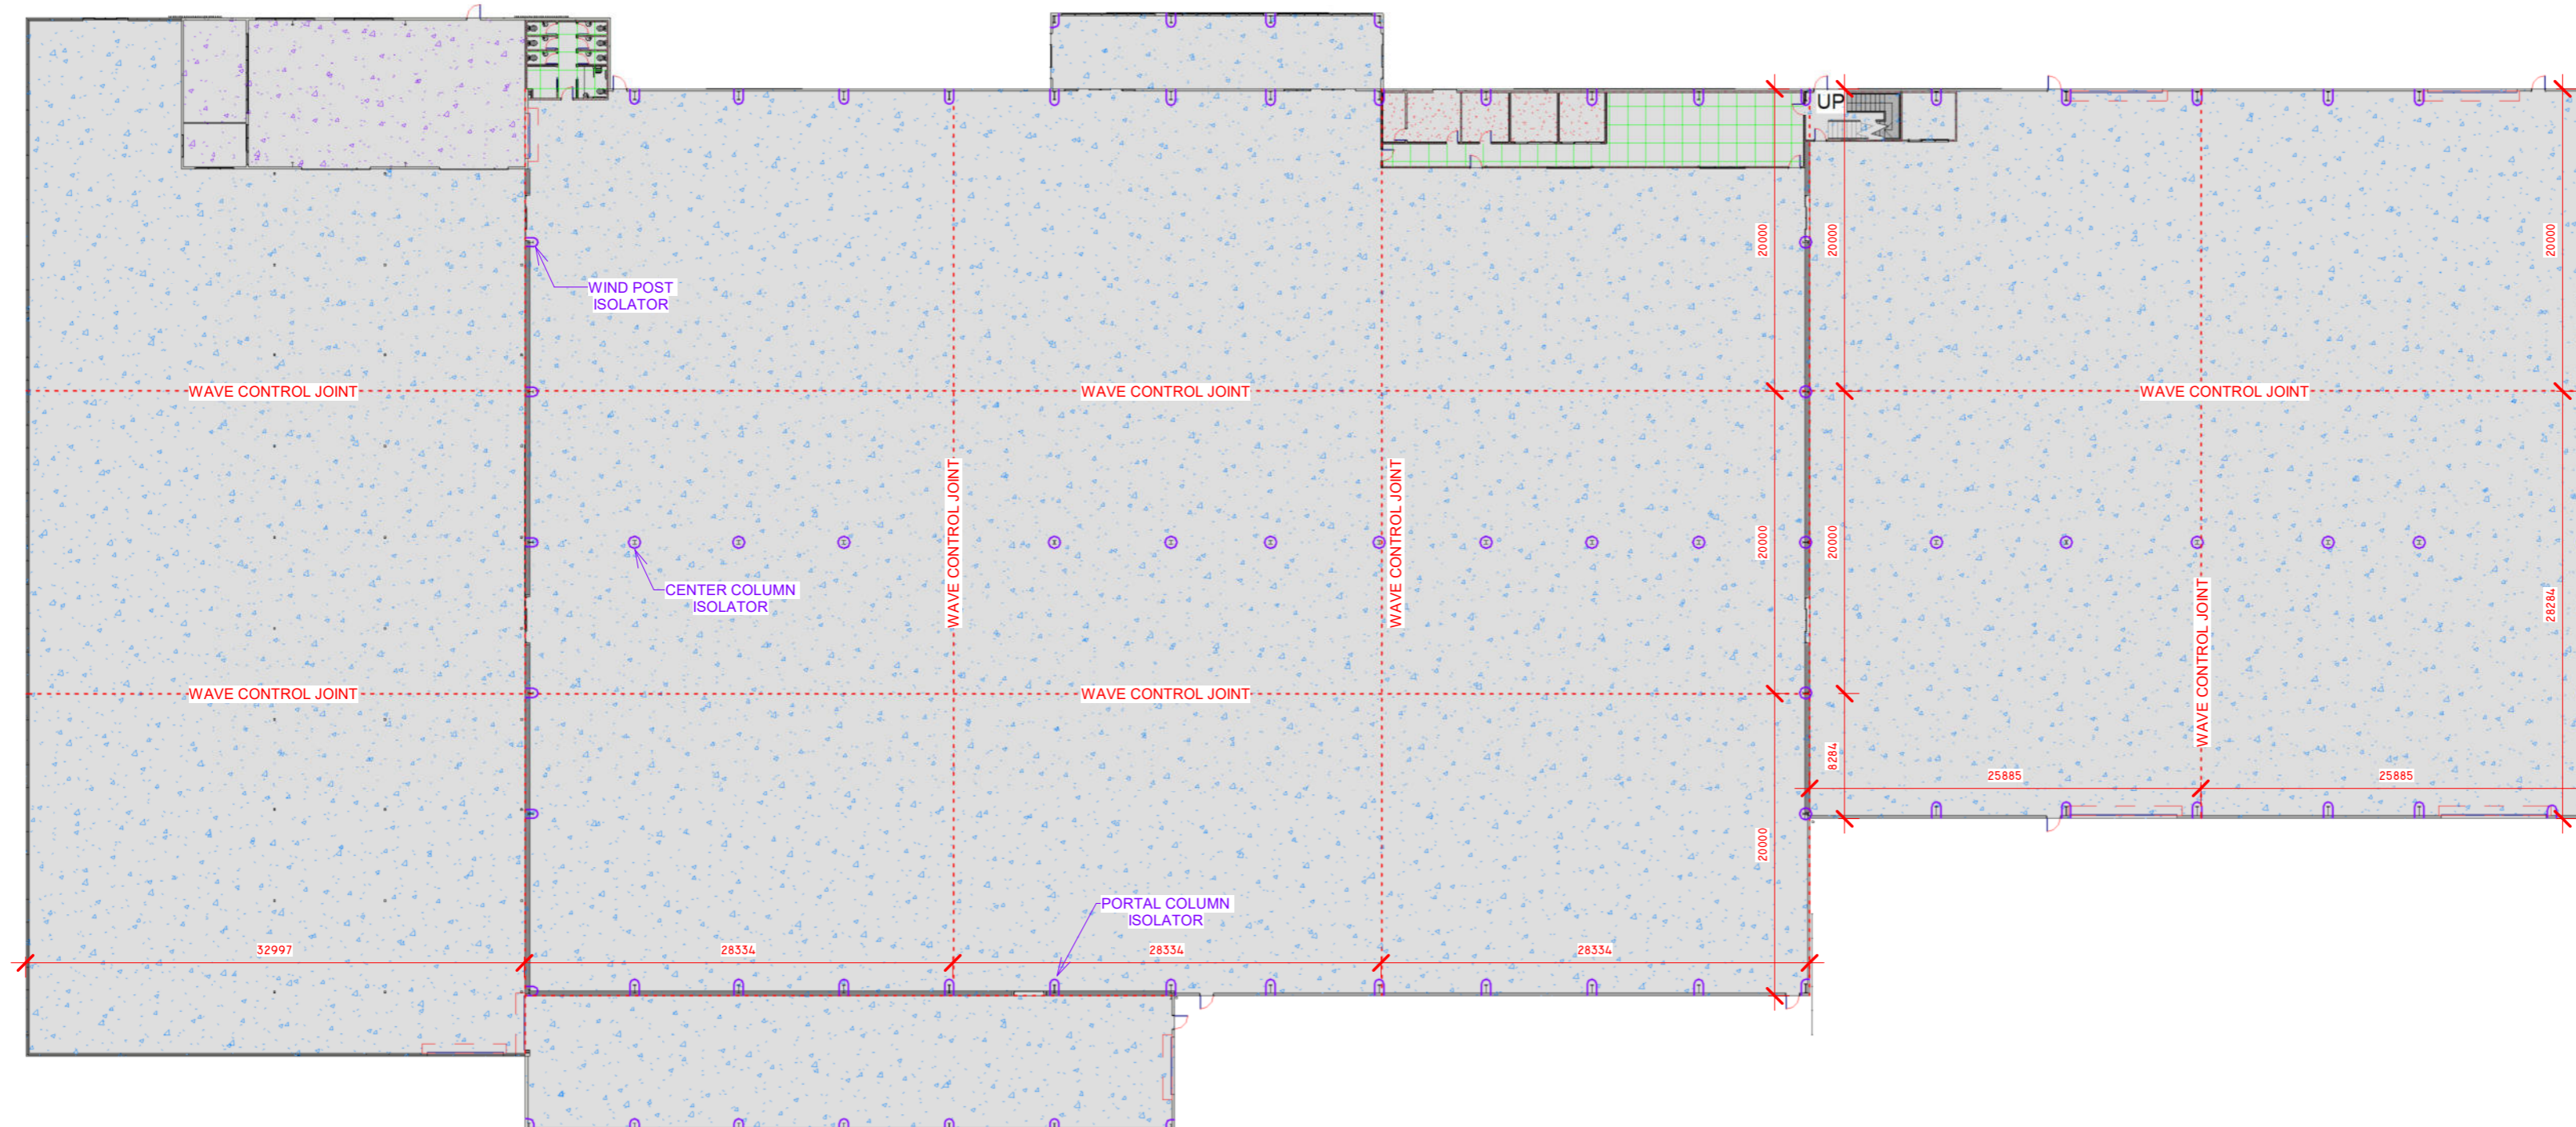 UP
20000
20000
20000
WIND POST
ISOLATOR
WAVE CONTROL JOINT
WAVE CONTROL JOINT
WAVE CONTROL JOINT
WAVE CONTROL JOINT
WAVE CONTROL JOINT
20000
20000
CENTER COLUMN
ISOLATOR
28284
WAVE CONTROL JOINT
WAVE CONTROL JOINT
WAVE CONTROL JOINT
8284
25885
25885
20000
PORTAL COLUMN
ISOLATOR
32997
28334
28334
28334